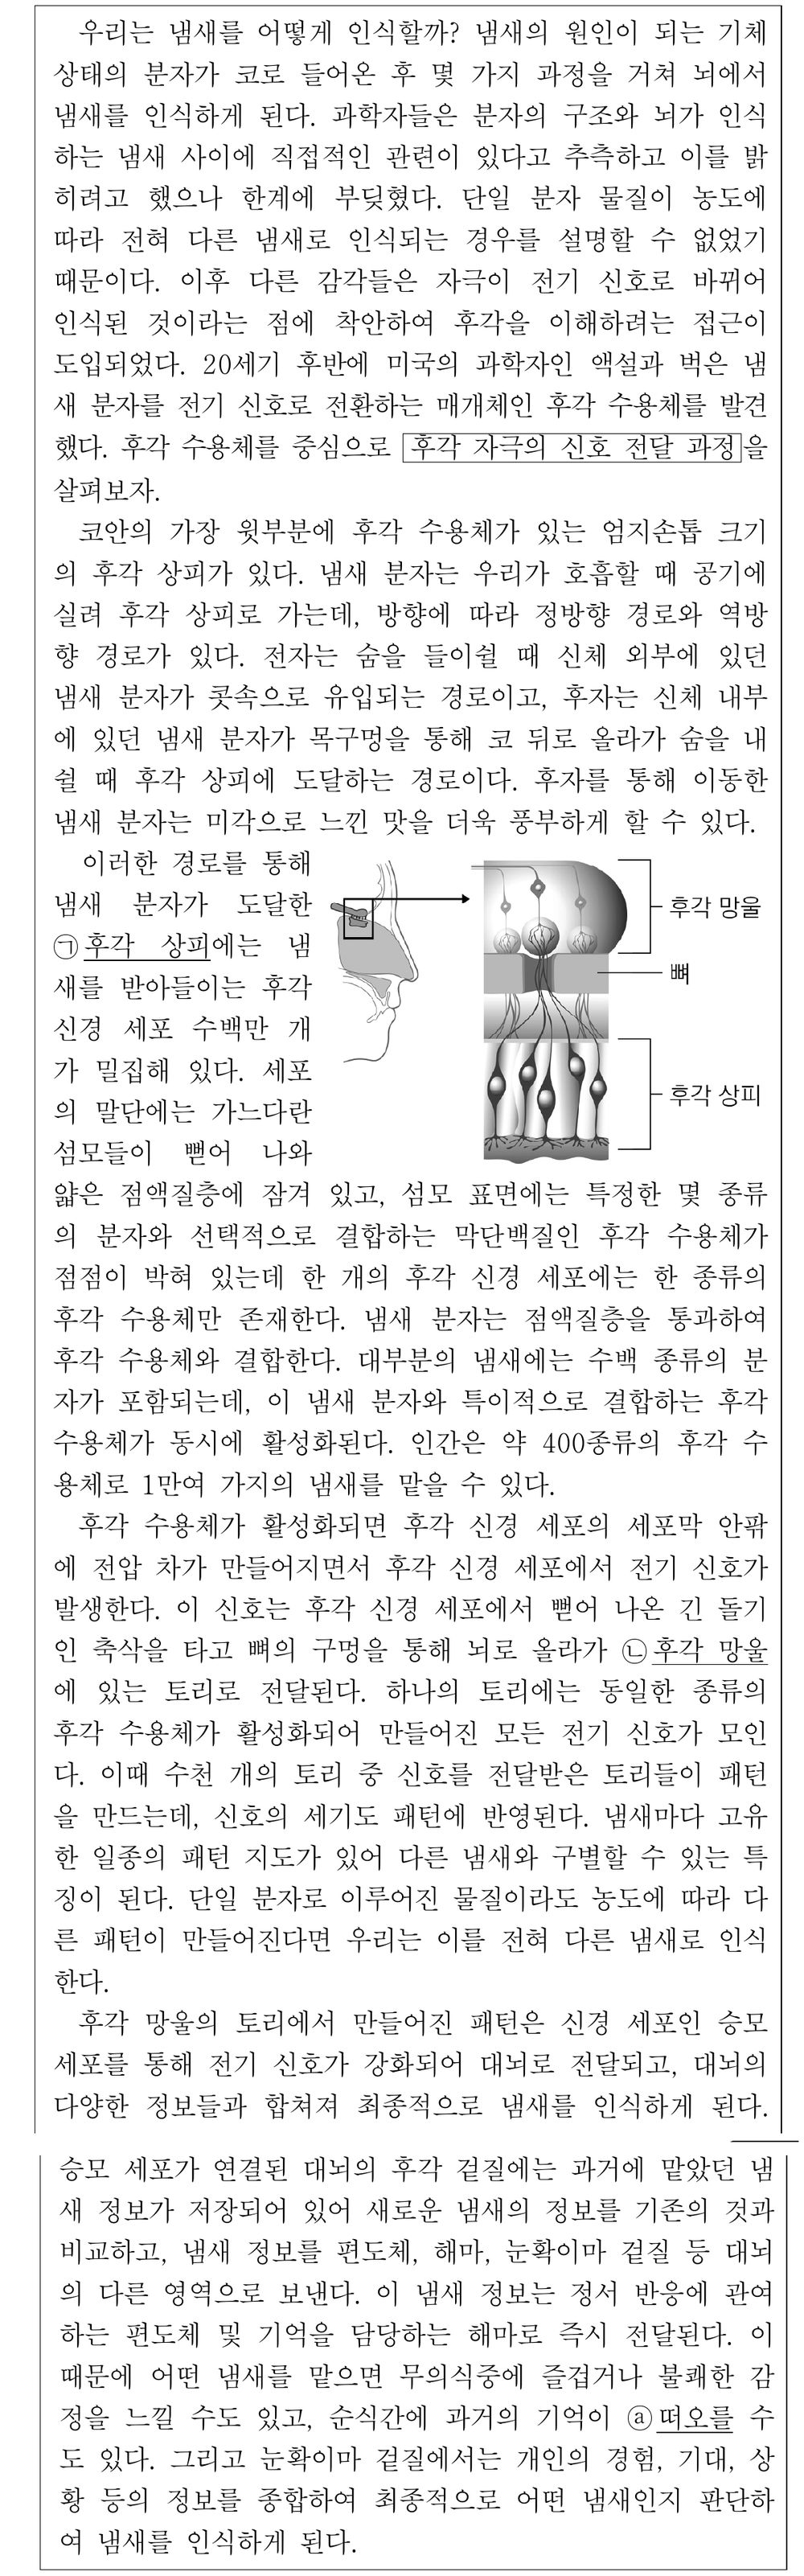 우리는 냄새를 어떻게 인식할까? 냄새의 원인이 되는 기체
상태의 분자가 코로 들어온 후 몇 가지 과정을 거쳐 뇌에서
냄새를 인식하게 된다. 과학자들은 분자의 구조와 뇌가 인식
하는 냄새 사이에 직접적인 관련이 있다고 추측하고 이를 밝
히려고 했으나 한계에 부딪혔다. 단일 분자 물질이 농도에
따라 전혀 다른 냄새로 인식되는 경우를 설명할 수 없었기
때문이다. 이후 다른 감각들은 자극이 전기 신호로 바뀌어
인식된 것이라는 점에 착안하여 후각을 이해하려는 접근이
도입되었다. 20세기 후반에 미국의 과학자인 액설과 벅은 냄
새 분자를 전기 신호로 전환하는 매개체인 후각 수용체를 발견
했다. 후각 수용체를 중심으로 후각 자극의 신호 전달 과정을
살펴보자.
코안의 가장 윗부분에 후각 수용체가 있는 엄지손톱 크기
의 후각 상피가 있다. 냄새 분자는 우리가 호흡할 때 공기에
실려 후각 상피로 가는데, 방향에 따라 정방향 경로와 역방
향 경로가 있다. 전자는 숨을 들이쉴 때 신체 외부에 있던
냄새 분자가 콧속으로 유입되는 경로이고, 후자는 신체 내부
에 있던 냄새 분자가 목구멍을 통해 코 뒤로 올라가 숨을 내
쉴 때 후각 상피에 도달하는 경로이다. 후자를 통해 이동한
냄새 분자는 미각으로 느낀 맛을 더욱 풍부하게 할 수 있다.
이러한 경로를 통해
냄새 분자가 도달한
㉠후각 상피에는 냄
새를 받아들이는 후각
신경 세포 수백만 개
가 밀집해 있다. 세포
의 말단에는 가느다란
섬모들이 뻗어 나와
후각 망울
뼈
후각 상피
얇은 점액질층에 잠겨 있고, 섬모 표면에는 특정한 몇 종류
의 분자와 선택적으로 결합하는 막단백질인 후각 수용체가
점점이 박혀 있는데 한 개의 후각 신경 세포에는 한 종류의
후각 수용체만 존재한다. 냄새 분자는 점액질층을 통과하여
후각 수용체와 결합한다. 대부분의 냄새에는 수백 종류의 분
자가 포함되는데, 이 냄새 분자와 특이적으로 결합하는 후각
수용체가 동시에 활성화된다. 인간은 약 400종류의 후각 수
용체로 1만여 가지의 냄새를 맡을 수 있다.
후각 수용체가 활성화되면 후각 신경 세포의 세포막 안팎
에 전압 차가 만들어지면서 후각 신경 세포에서 전기 신호가
발생한다. 이 신호는 후각 신경 세포에서 뻗어 나온 긴 돌기
인 축삭을 타고 뼈의 구멍을 통해 뇌로 올라가 ㉡후각 망울
에 있는 토리로 전달된다. 하나의 토리에는 동일한 종류의
후각 수용체가 활성화되어 만들어진 모든 전기 신호가 모인
다. 이때 수천 개의 토리 중 신호를 전달받은 토리들이 패턴
을 만드는데, 신호의 세기도 패턴에 반영된다. 냄새마다 고유
한 일종의 패턴 지도가 있어 다른 냄새와 구별할 수 있는 특
징이 된다. 단일 분자로 이루어진 물질이라도 농도에 따라 다
른 패턴이 만들어진다면 우리는 이를 전혀 다른 냄새로 인식
한다.
후각 망울의 토리에서 만들어진 패턴은 신경 세포인 승모
세포를 통해 전기 신호가 강화되어 대뇌로 전달되고, 대뇌의
다양한 정보들과 합쳐져 최종적으로 냄새를 인식하게 된다.
승모 세포가 연결된 대뇌의 후각 겉질에는 과거에 맡았던 냄
새 정보가 저장되어 있어 새로운 냄새의 정보를 기존의 것과
비교하고, 냄새 정보를 편도체, 해마, 눈확이마 겉질 등 대뇌
의 다른 영역으로 보낸다. 이 냄새 정보는 정서 반응에 관여
하는 편도체 및 기억을 담당하는 해마로 즉시 전달된다. 이
때문에 어떤 냄새를 맡으면 무의식중에 즐겁거나 불쾌한 감
정을 느낄 수도 있고, 순식간에 과거의 기억이 ⓐ떠오를 수
도 있다. 그리고 눈확이마 겉질에서는 개인의 경험, 기대, 상
황 등의 정보를 종합하여 최종적으로 어떤 냄새인지 판단하
여 냄새를 인식하게 된다.